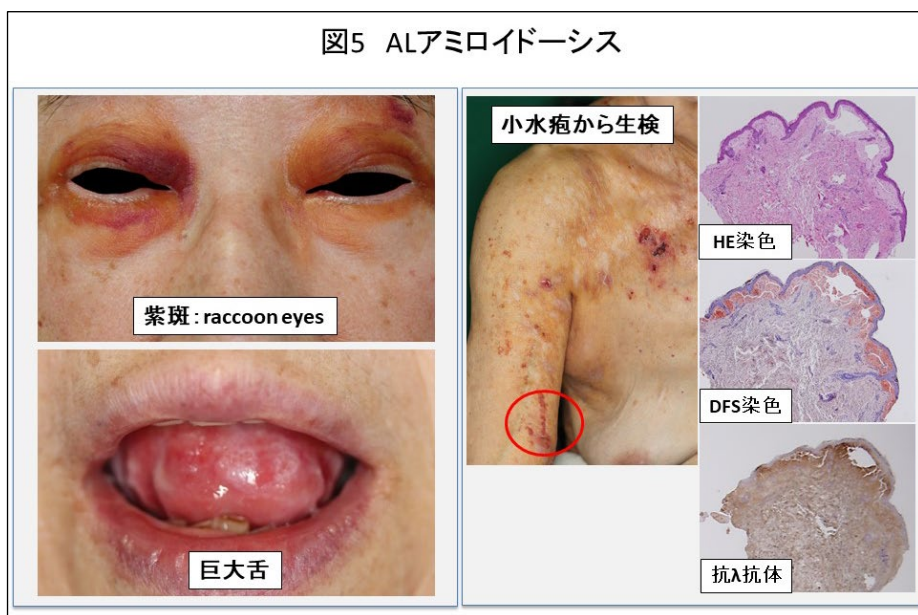 図5 ALアミロイドーシス
紫斑：raccoon eyes
巨大舌
小水疱から生検
HE染色
DFS染色
抗λ抗体